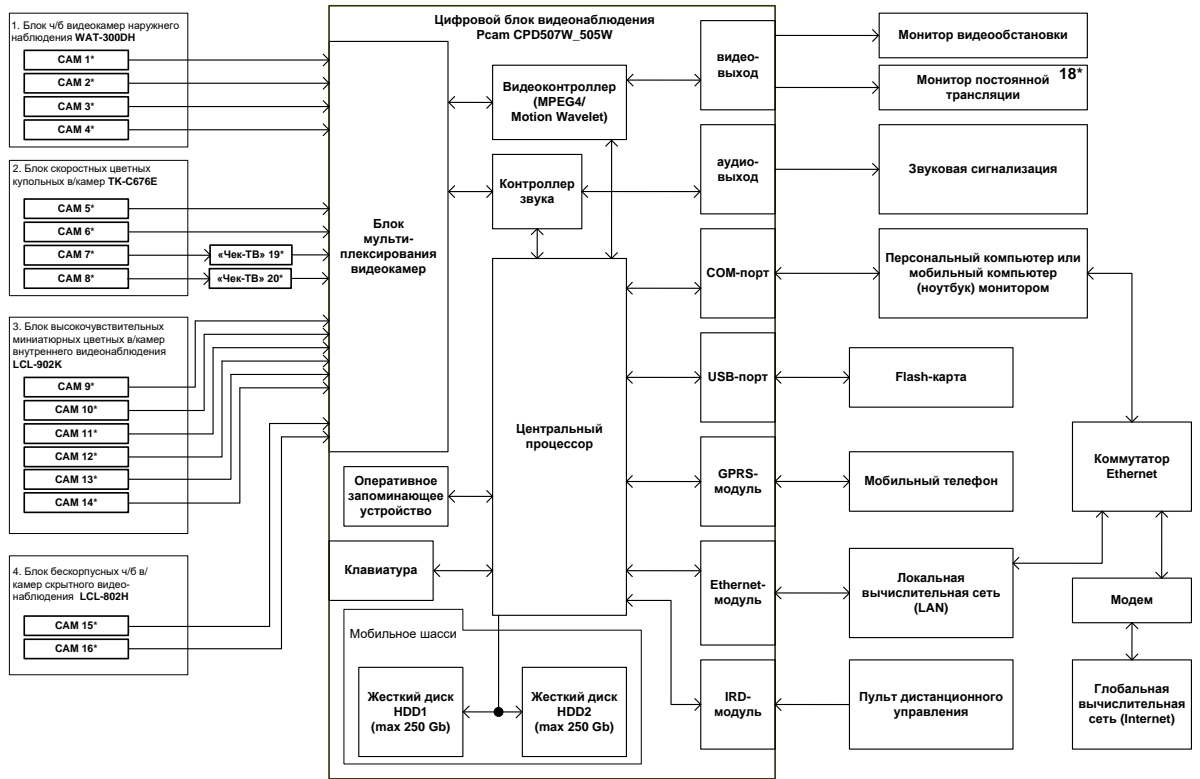 1. Блок ч/б видеокамер наружнего
наблюдения WAT-300DH
CAM 1*
CAM 2*
CAM 3*
CAM 4*
2. Блок скоростных цветных
купольных в/камер TK-C676E
CAM 5*
CAM 6*
CAM 7*
«Чек-ТВ» 19*
CAM 8*
«Чек-ТВ» 20*
3. Блок высокочувствительных
миниатюрных цветных в/камер
внутреннего видеонаблюдения
LCL-902K
CAM 9*
CAM 10*
CAM 11*
CAM 12*
CAM 13*
CAM 14*
4. Блок бескорпусных ч/б в/
камер скрытного видео-
наблюдения LCL-802H
CAM 15*
CAM 16*
Цифровой блок видеонаблюдения
Pcam CPD507W_505W
Блок
мульти-
плексирования
видеокамер
Видеоконтроллер
(MPEG4/
Motion Wavelet)
Контроллер
звука
Центральный
процессор
Оперативное
запоминающее
устройство
Клавиатура
Мобильное шасси
Жесткий диск
HDD1
(max 250 Gb)
Жесткий диск
HDD2
(max 250 Gb)
видео-
выход
аудио-
выход
COM-порт
USB-порт
GPRS-
модуль
Ethernet-
модуль
IRD-
модуль
Монитор видеообстановки
18*
Монитор постоянной
трансляции
Звуковая сигнализация
Персональный компьютер или
мобильный компьютер
(ноутбук) монитором
Flash-карта
Мобильный телефон
Локальная
вычислительная сеть
(LAN)
Пульт дистанционного
управления
Коммутатор
Ethernet
Модем
Глобальная
вычислительная
сеть (Internet)